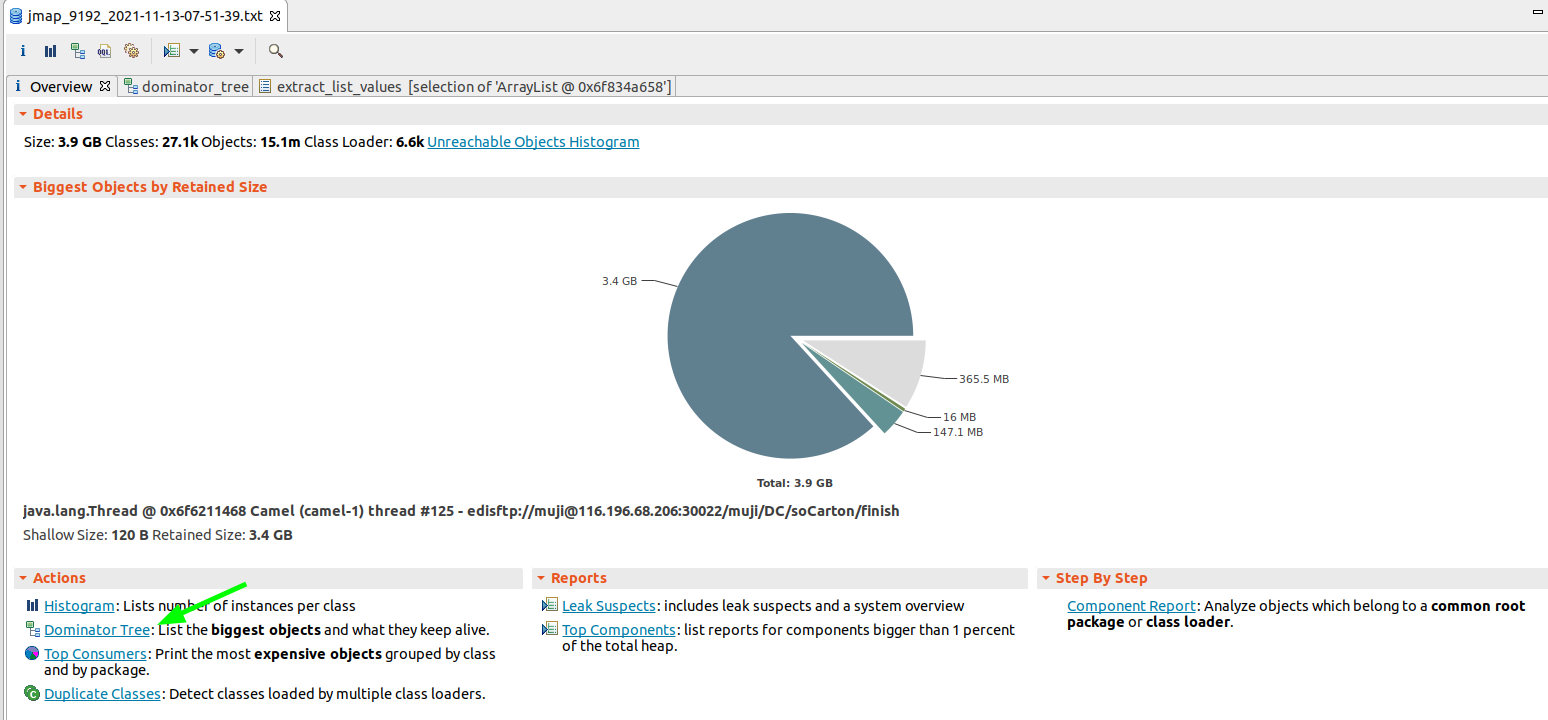 jmap_9192_2021-11-13-07-51-39.txt
Overview
dominator_tree
extract_list_values [selection of 'ArrayList @ 0x6f834a658']
Details
Size: 3.9 GB Classes: 27.1k Objects: 15.1m Class Loader: 6.6k Unreachable Objects Histogram
Biggest Objects by Retained Size
3.4 GB
365.5 MB
16 MB
147.1 MB
Total: 3.9 GB
java.lang.Thread @ 0x6f6211468 Camel (camel-1) thread #125 - edisftp://muji@116.196.68.206:30022/muji/DC/soCarton/finish
Shallow Size: 120 B Retained Size: 3.4 GB
Actions
Histogram: Lists number of instances per class
Dominator Tree: List the biggest objects and what they keep alive.
Top Consumers: Print the most expensive objects grouped by class
and by package.
Duplicate Classes: Detect classes loaded by multiple class loaders.
Reports
Leak Suspects: includes leak suspects and a system overview
Top Components: list reports for components bigger than 1 percent
of the total heap.
Step By Step
Component Report: Analyze objects which belong to a common root
package or class loader.